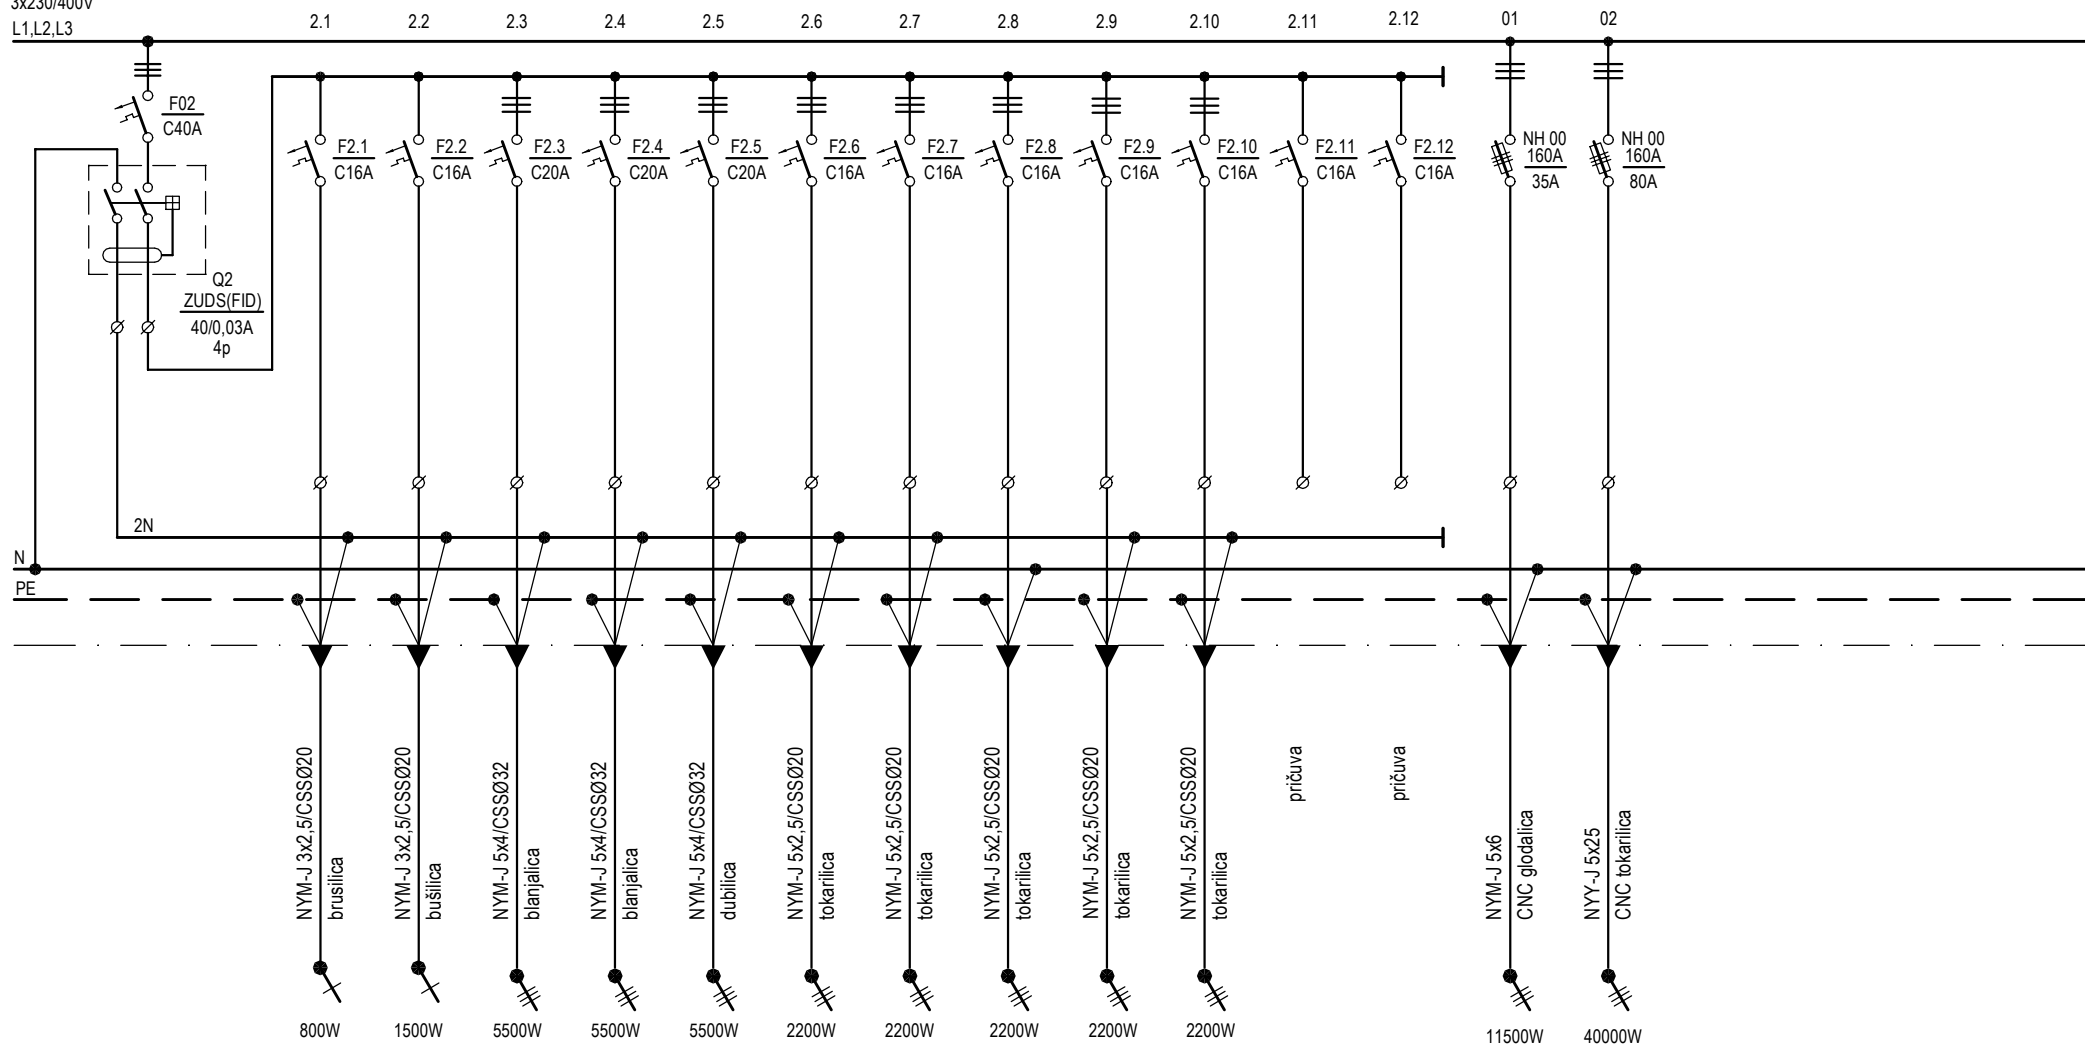 3x230/400V
L1,L2,L3
2.1
2.2
2.3
2.4
2.5
2.6
2.7
2.8
2.9
2.10
2.11
2.12
01
02
F02
C40A
F2.1
C16A
F2.2
C16A
F2.3
C20A
F2.4
C20A
F2.5
C20A
F2.6
C16A
F2.7
C16A
F2.8
C16A
F2.9
C16A
F2.10
C16A
F2.11
C16A
F2.12
C16A
NH 00
160A
35A
NH 00
160A
80A
Q2
ZUDS(FID)
40/0,03A
4p
2N
N
PE
NYM-J 3x2,5/CSSØ20
brusilica
NYM-J 3x2,5/CSSØ20
bušilica
NYM-J 5x4/CSSØ32
blanjalica
NYM-J 5x4/CSSØ32
blanjalica
NYM-J 5x4/CSSØ32
dubilica
NYM-J 5x2,5/CSSØ20
tokarilica
NYM-J 5x2,5/CSSØ20
tokarilica
NYM-J 5x2,5/CSSØ20
tokarilica
NYM-J 5x2,5/CSSØ20
tokarilica
NYM-J 5x2,5/CSSØ20
tokarilica
pričuva
pričuva
NYM-J 5x6
CNC glodalica
NYY-J 5x25
CNC tokarilica
800W
1500W
5500W
5500W
5500W
2200W
2200W
2200W
2200W
2200W
11500W
40000W